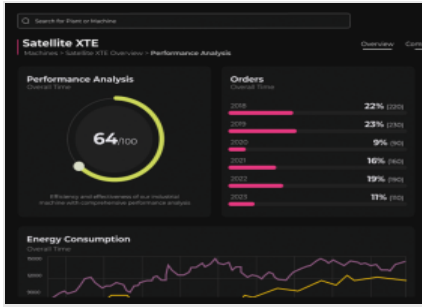 Search for Plant or Machine
Satellite XTE
Machines > Satellite XTE Overview > Performance Analysis
Overview
Com
Performance Analysis
Overall Time
64/100
Efficiency and effectiveness of our industrial
machine with comprehensive performance analysis
Orders
Overall Time
2018 22% (220)
2019 23% (230)
2020 9% (90)
2021 16% (160)
2022 19% (190)
2023 11% (110)
Energy Consumption
Overall Time